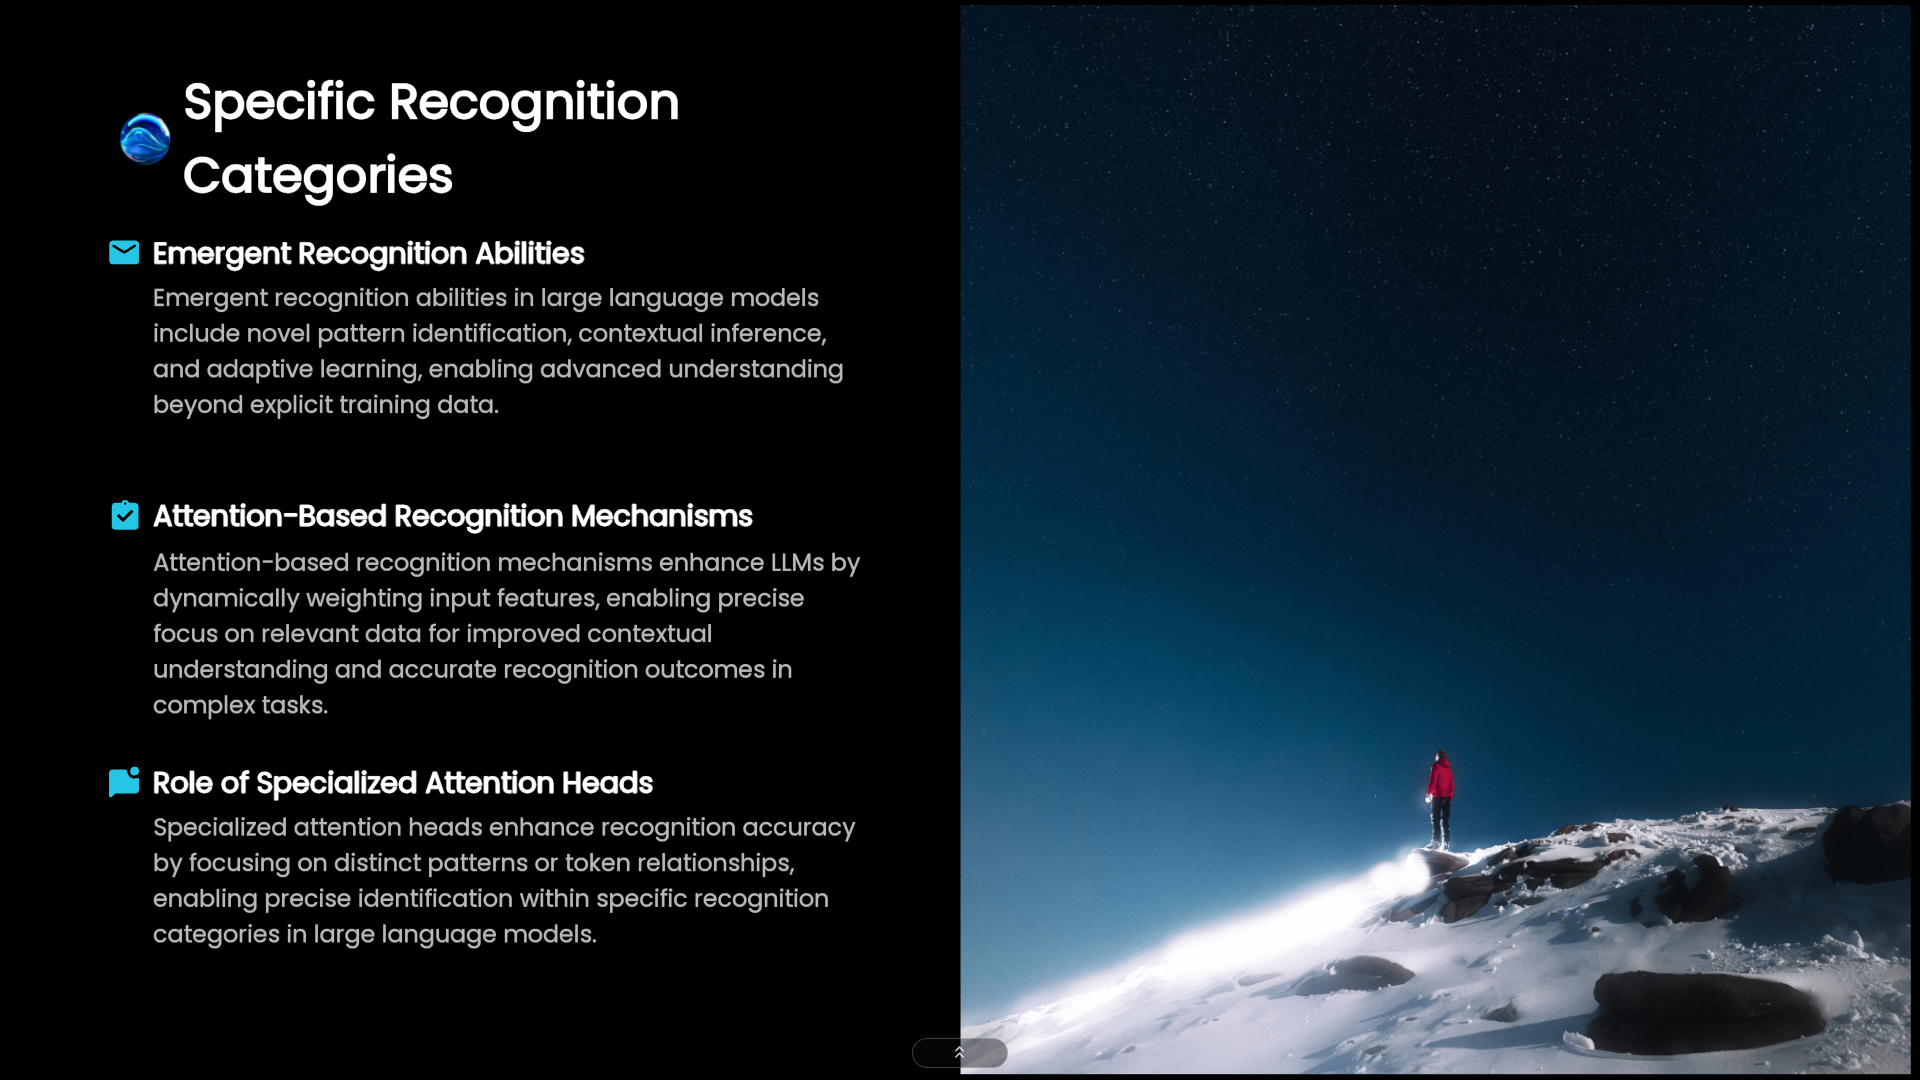 Specific Recognition
Categories
Emergent Recognition Abilities
Emergent recognition abilities in large language models
include novel pattern identification, contextual inference,
and adaptive learning, enabling advanced understanding
beyond explicit training data.
Attention-Based Recognition Mechanisms
Attention-based recognition mechanisms enhance LLMs by
dynamically weighting input features, enabling precise
focus on relevant data for improved contextual
understanding and accurate recognition outcomes in
complex tasks.
Role of Specialized Attention Heads
Specialized attention heads enhance recognition accuracy
by focusing on distinct patterns or token relationships,
enabling precise identification within specific recognition
categories in large language models.